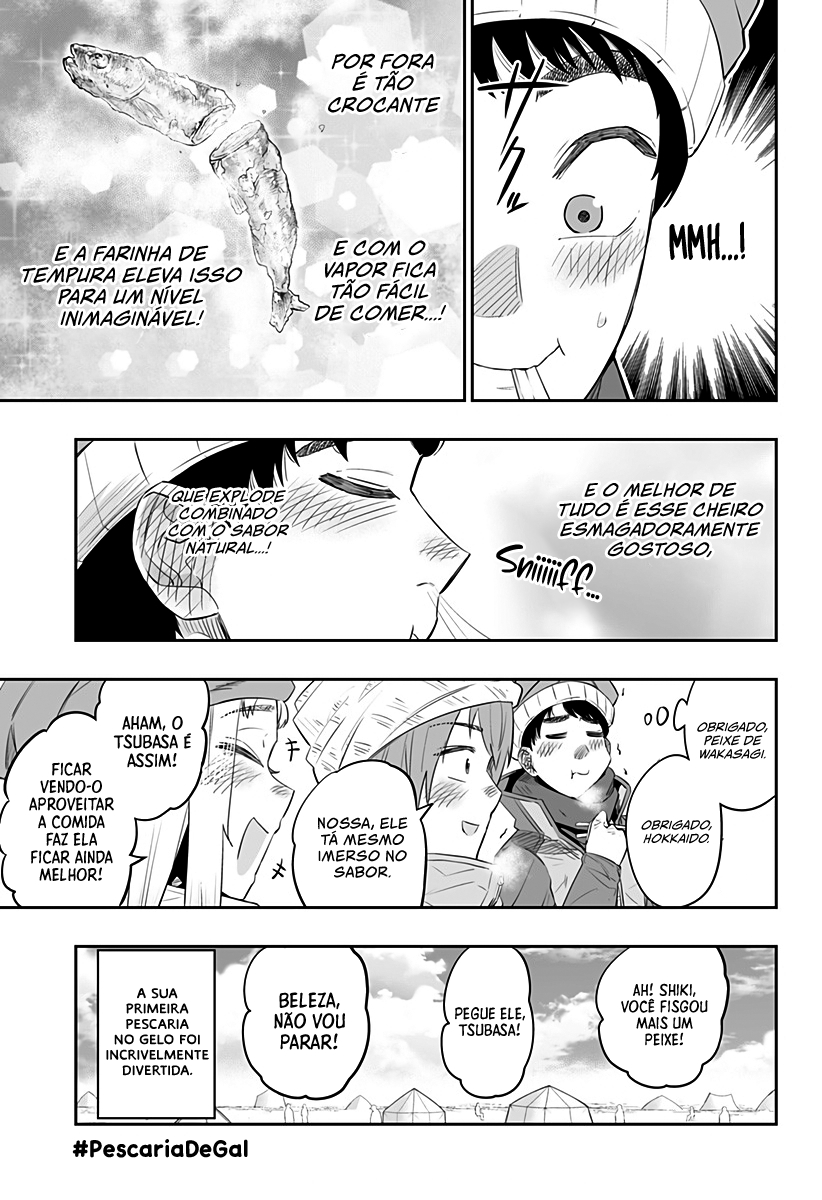 MMH...!
POR FORA
É TÃO
CROCANTE
E COM O
VAPOR FICA
TÃO FÁCIL
DE COMER...!
E A FARINHA DE
TEMPURA ELEVA ISSO
PARA UM NÍVEL
INIMAGINÁVEL!
E O MELHOR DE
TUDO É ESSE CHEIRO
ESMAGADORAMENTE
GOSTOSO,
Sniiiiiff...
QUE EXPLODE
COMBINADO
COM O SABOR
NATURAL...!
OBRIGADO,
PEIXE DE
WAKASAGI.
OBRIGADO,
HOKKAIDO.
NOSSA, ELE
TÁ MESMO
IMERSO NO
SABOR.
AHAM, O
TSUBASA É
ASSIM!
FICAR
VENDO-O
APROVEITAR
A COMIDA
FAZ ELA
FICAR AINDA
MELHOR!
AH! SHIKI,
VOCÊ FISGOU
MAIS UM
PEIXE!
PEGUE ELE,
TSUBASA!
BELEZA,
NÃO VOU
PARAR!
A SUA
PRIMEIRA
PESCARIA
NO GELO FOI
INCRIVELMENTE
DIVERTIDA.
#PescariaDeGal